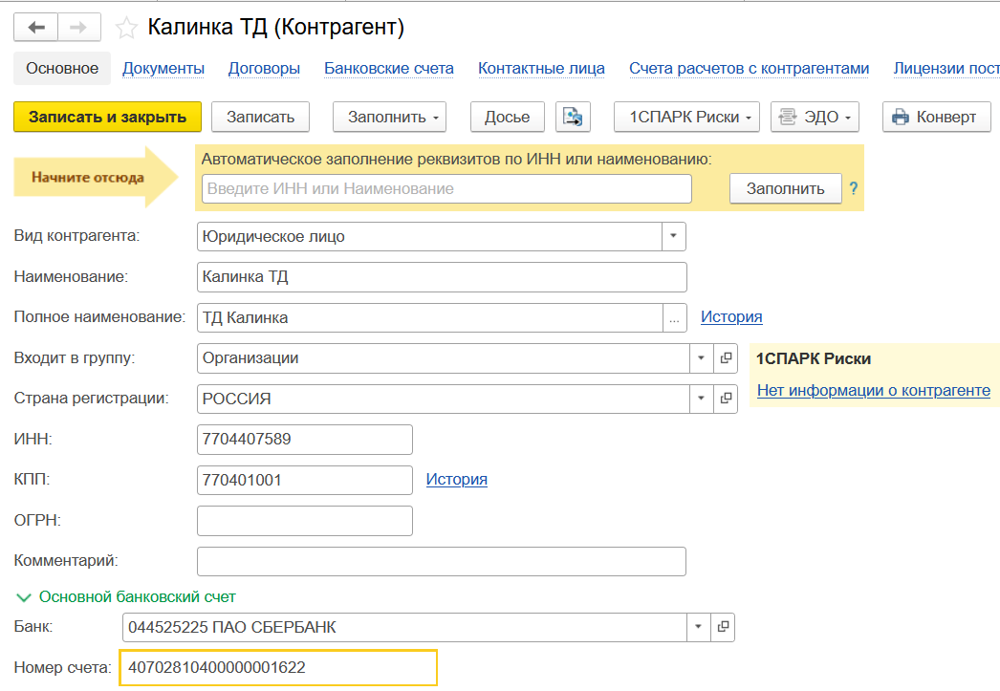 Калинка ТД (Контрагент)
Основное Документы Договоры Банковские счета Контактные лица Счета расчетов с контрагентами Лицензии пост
Записать и закрыть Записать Заполнить Досье 1СПАРК Риски ЭДО Конверт
Начните отсюда
Автоматическое заполнение реквизитов по ИНН или наименованию:
Введите ИНН или Наименование Заполнить ?
Вид контрагента: Юридическое лицо
Наименование: Калинка ТД
Полное наименование: ТД Калинка ... История
Входит в группу: Организации
1СПАРК Риски
Нет информации о контрагенте
Страна регистрации: РОССИЯ
ИНН: 7704407589
КПП: 770401001 История
ОГРН:
Комментарий:
Основной банковский счет
Банк: 044525225 ПАО СБЕРБАНК
Номер счета: 40702810400000001622